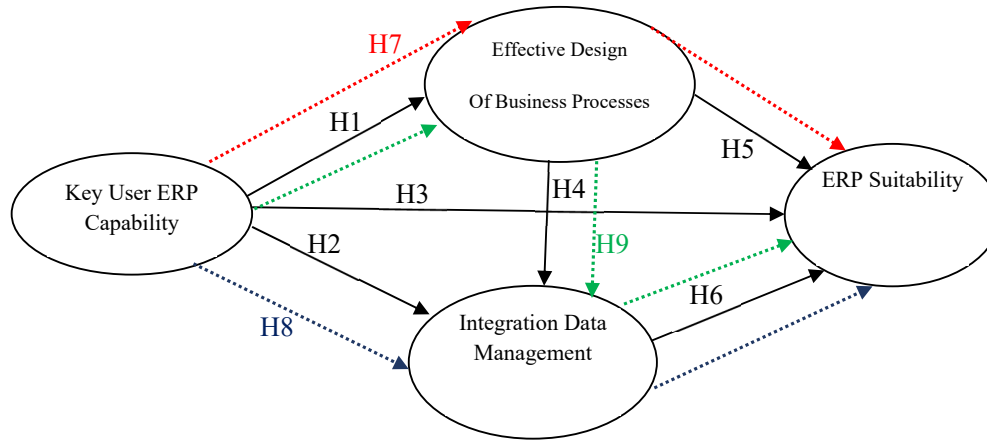 H7
Effective Design
Of Business Processes
H1
H5
Key User ERP
Capability
H3
H4
ERP Suitability
H2
H9
H6
H8
Integration Data
Management